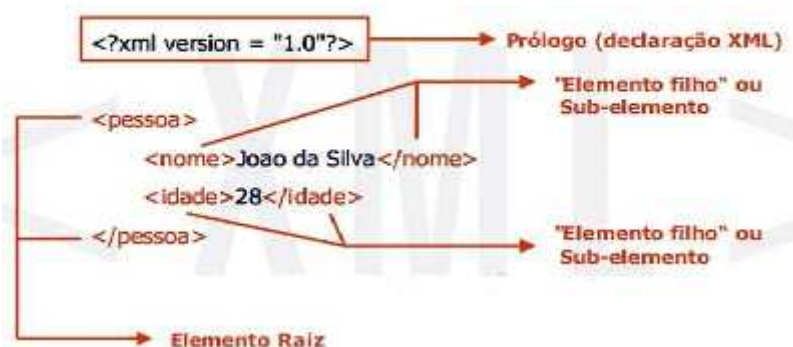 <?xml version = "1.0"?>
Prólogo (declaração XML)
"Elemento filho" ou
Sub-elemento
<pessoa>
<nome>Joao da Silva</nome>
<idade>28</idade>
</pessoa>
"Elemento filho" ou
Sub-elemento
Elemento Raiz
<XML>